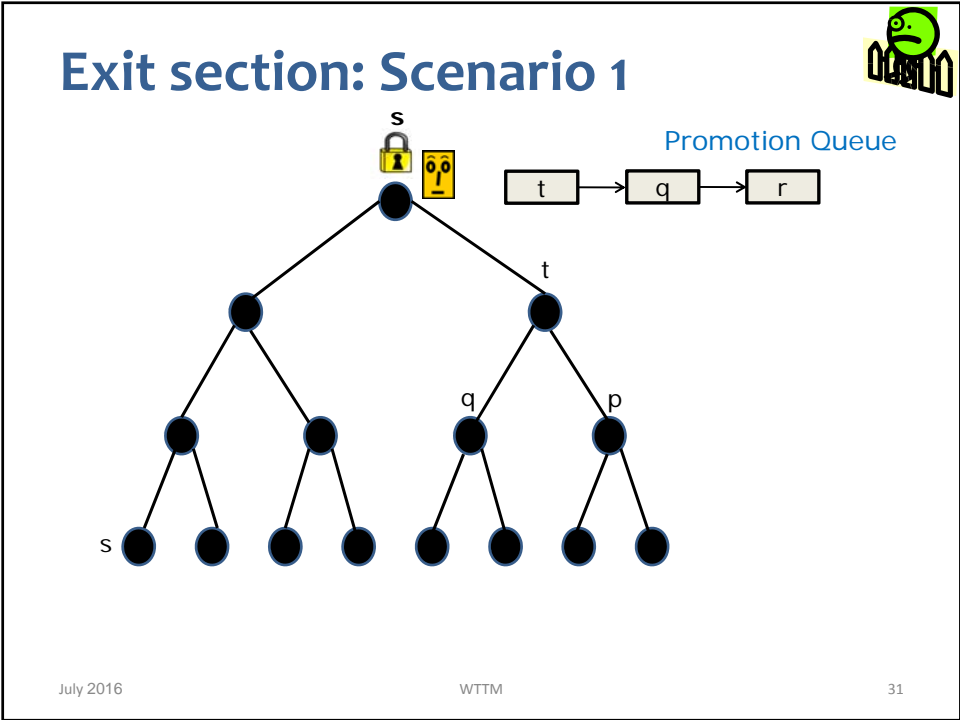 Exit section: Scenario 1
s
Promotion Queue
t q r
t
q p
s
July 2016 WTTM 31